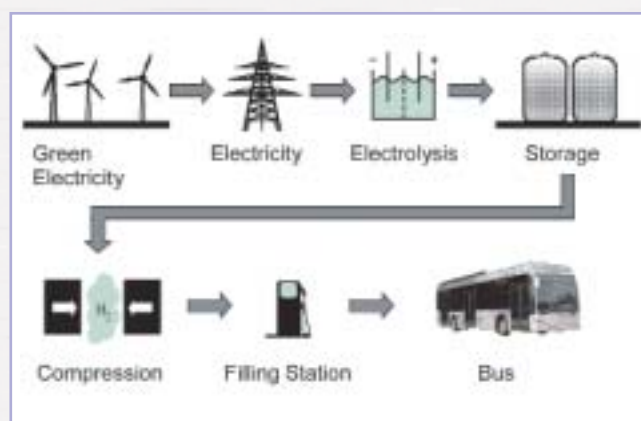 - +
Green
Electricity
Electricity
Electrolysis
Storage
H2
Compression
Filling Station
Bus